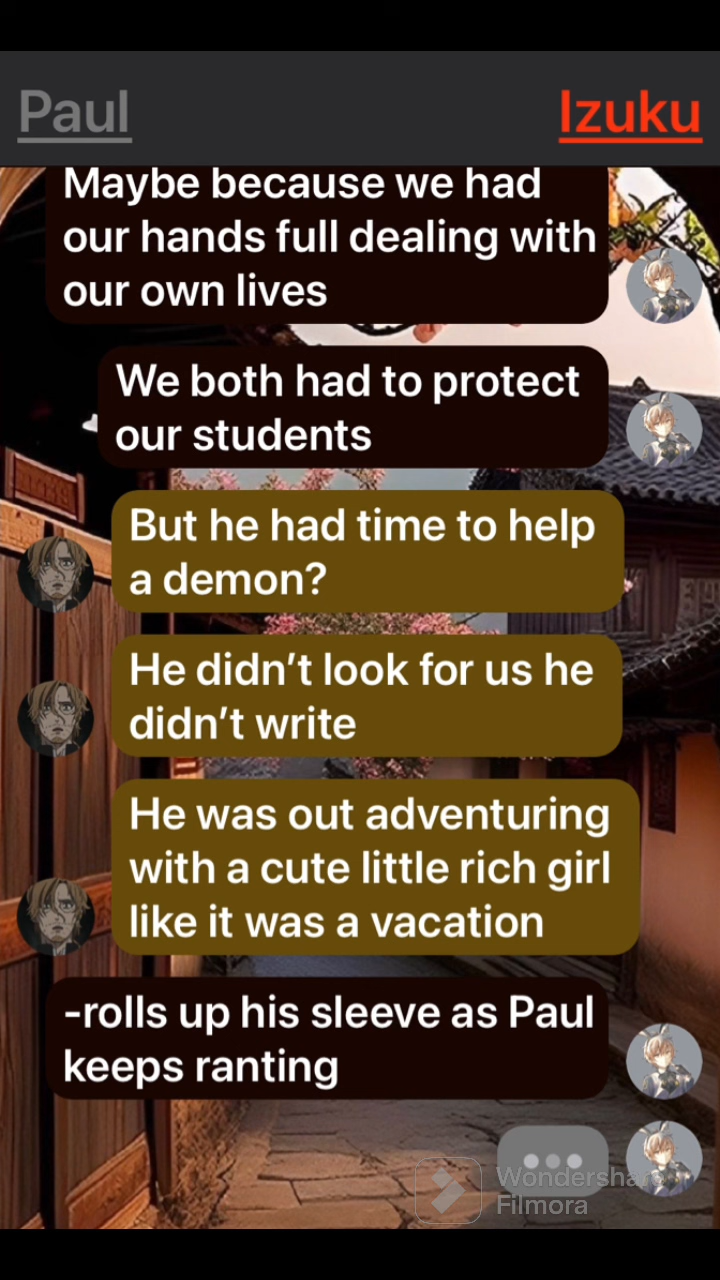 Paul
Izuku
Maybe because we had
our hands full dealing with
our own lives
We both had to protect
our students
But he had time to help
a demon?
He didn’t look for us he
didn’t write
He was out adventuring
with a cute little rich girl
like it was a vacation
-rolls up his sleeve as Paul
keeps ranting
Wondershare
Filmora